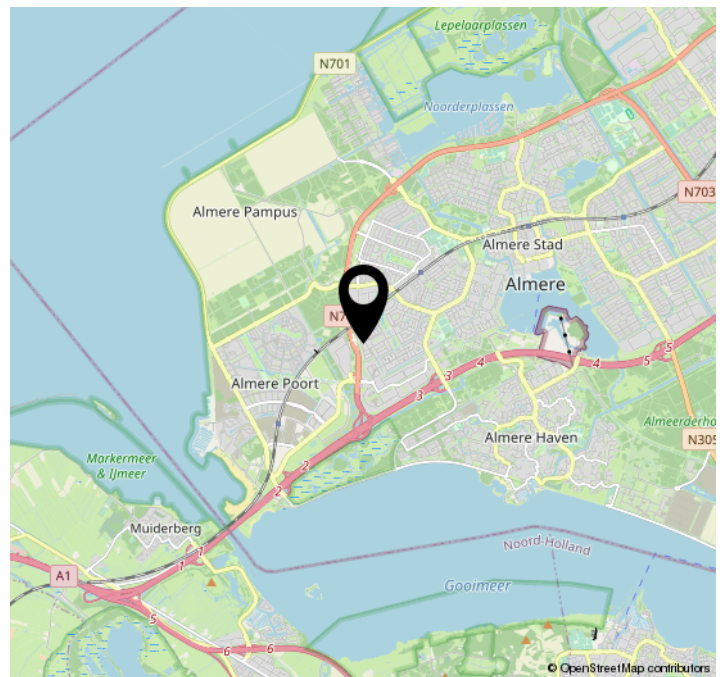 Lepelaarplassen
N701
Noorderplassen
N703
Almere Pampus
Almere Stad
Almere
N7
5
5
4
4
3
3
Almere Poort
Almeerderho
Almere Haven
N305
2
2
Markermeer
& IJmeer
Muiderberg
1
1
Noord-Holland
A1
Gooimeer
5
6
6
© OpenStreetMap contributors